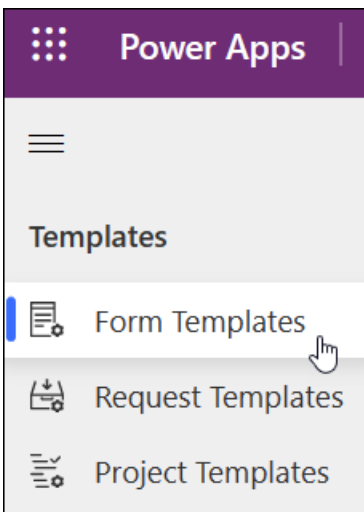 Power Apps
Templates
Form Templates
Request Templates
Project Templates